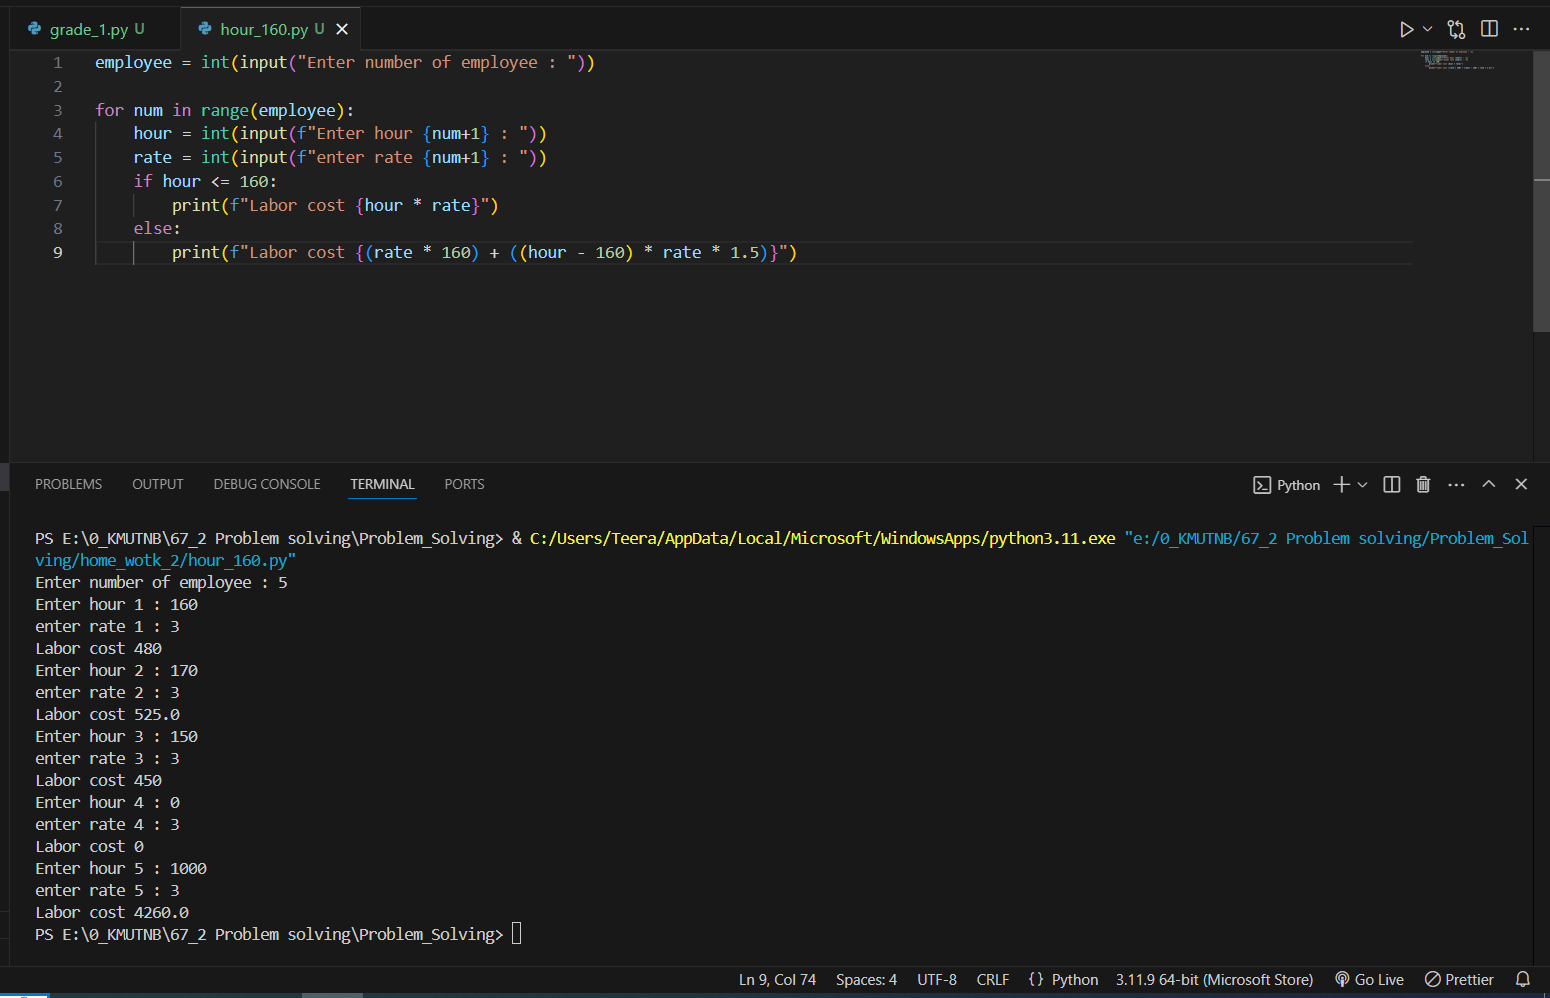 grade_1.py U hour_160.py U
1 employee = int(input("Enter number of employee : "))
2
3 for num in range(employee):
4 hour = int(input(f"Enter hour {num+1} : "))
5 rate = int(input(f"enter rate {num+1} : "))
6 if hour <= 160:
7 print(f"Labor cost {hour * rate}")
8 else:
9 print(f"Labor cost {(rate * 160) + ((hour - 160) * rate * 1.5)}")
PROBLEMS OUTPUT DEBUG CONSOLE TERMINAL PORTS Python
PS E:\0_KMUTNB\67_2 Problem solving\Problem_Solving> & C:/Users/Teera/AppData/Local/Microsoft/WindowsApps/python3.11.exe "e:/0_KMUTNB/67_2 Problem solving/Problem_Sol
ving/home_wotk_2/hour_160.py"
Enter number of employee : 5
Enter hour 1 : 160
enter rate 1 : 3
Labor cost 480
Enter hour 2 : 170
enter rate 2 : 3
Labor cost 525.0
Enter hour 3 : 150
enter rate 3 : 3
Labor cost 450
Enter hour 4 : 0
enter rate 4 : 3
Labor cost 0
Enter hour 5 : 1000
enter rate 5 : 3
Labor cost 4260.0
PS E:\0_KMUTNB\67_2 Problem solving\Problem_Solving>
Ln 9, Col 74 Spaces: 4 UTF-8 CRLF {} Python 3.11.9 64-bit (Microsoft Store) Go Live Prettier